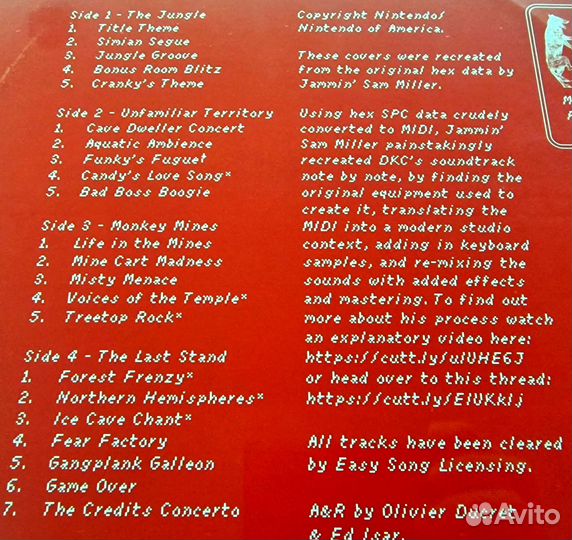 Side 1 - The Jungle
1. Title Theme
2. Simian Segue
3. Jungle Groove
4. Bonus Room Blitz
5. Cranky's Theme
Side 2 - Unfamiliar Territory
1. Cave Dweller Concert
2. Aquatic Ambience
3. Funky's Fugue†
4. Candy's Love Song*
5. Bad Boss Boogie
Side 3 - Monkey Mines
1. Life in the Mines
2. Mine Cart Madness
3. Misty Menace
4. Voices of the Temple*
5. Treetop Rock*
Side 4 - The Last Stand
1. Forest Frenzy*
2. Northern Hemispheres*
3. Ice Cave Chant*
4. Fear Factory
5. Gangplank Galleon
6. Game Over
7. The Credits Concerto
Copyright Nintendo/
Nintendo of America.
These covers were recreated
from the original hex data by
Jammin' Sam Miller.
Using hex SPC data crudely
converted to MIDI, Jammin'
Sam Miller painstakingly
recreated DKC's soundtrack
note by note, by finding the
original equipment used to
create it, translating the
MIDI into a modern studio
context, adding in keyboard
samples, and re-mixing the
sounds with added effects
and mastering. To find out
more about his process watch
an explanatory video here:
https://cutt.ly/uIUHE6J
or head over to this thread:
https://cutt.ly/EIUKkIj
All tracks have been cleared
by Easy Song Licensing.
A&R by Olivier Ducret
& Ed Isar.
Avito